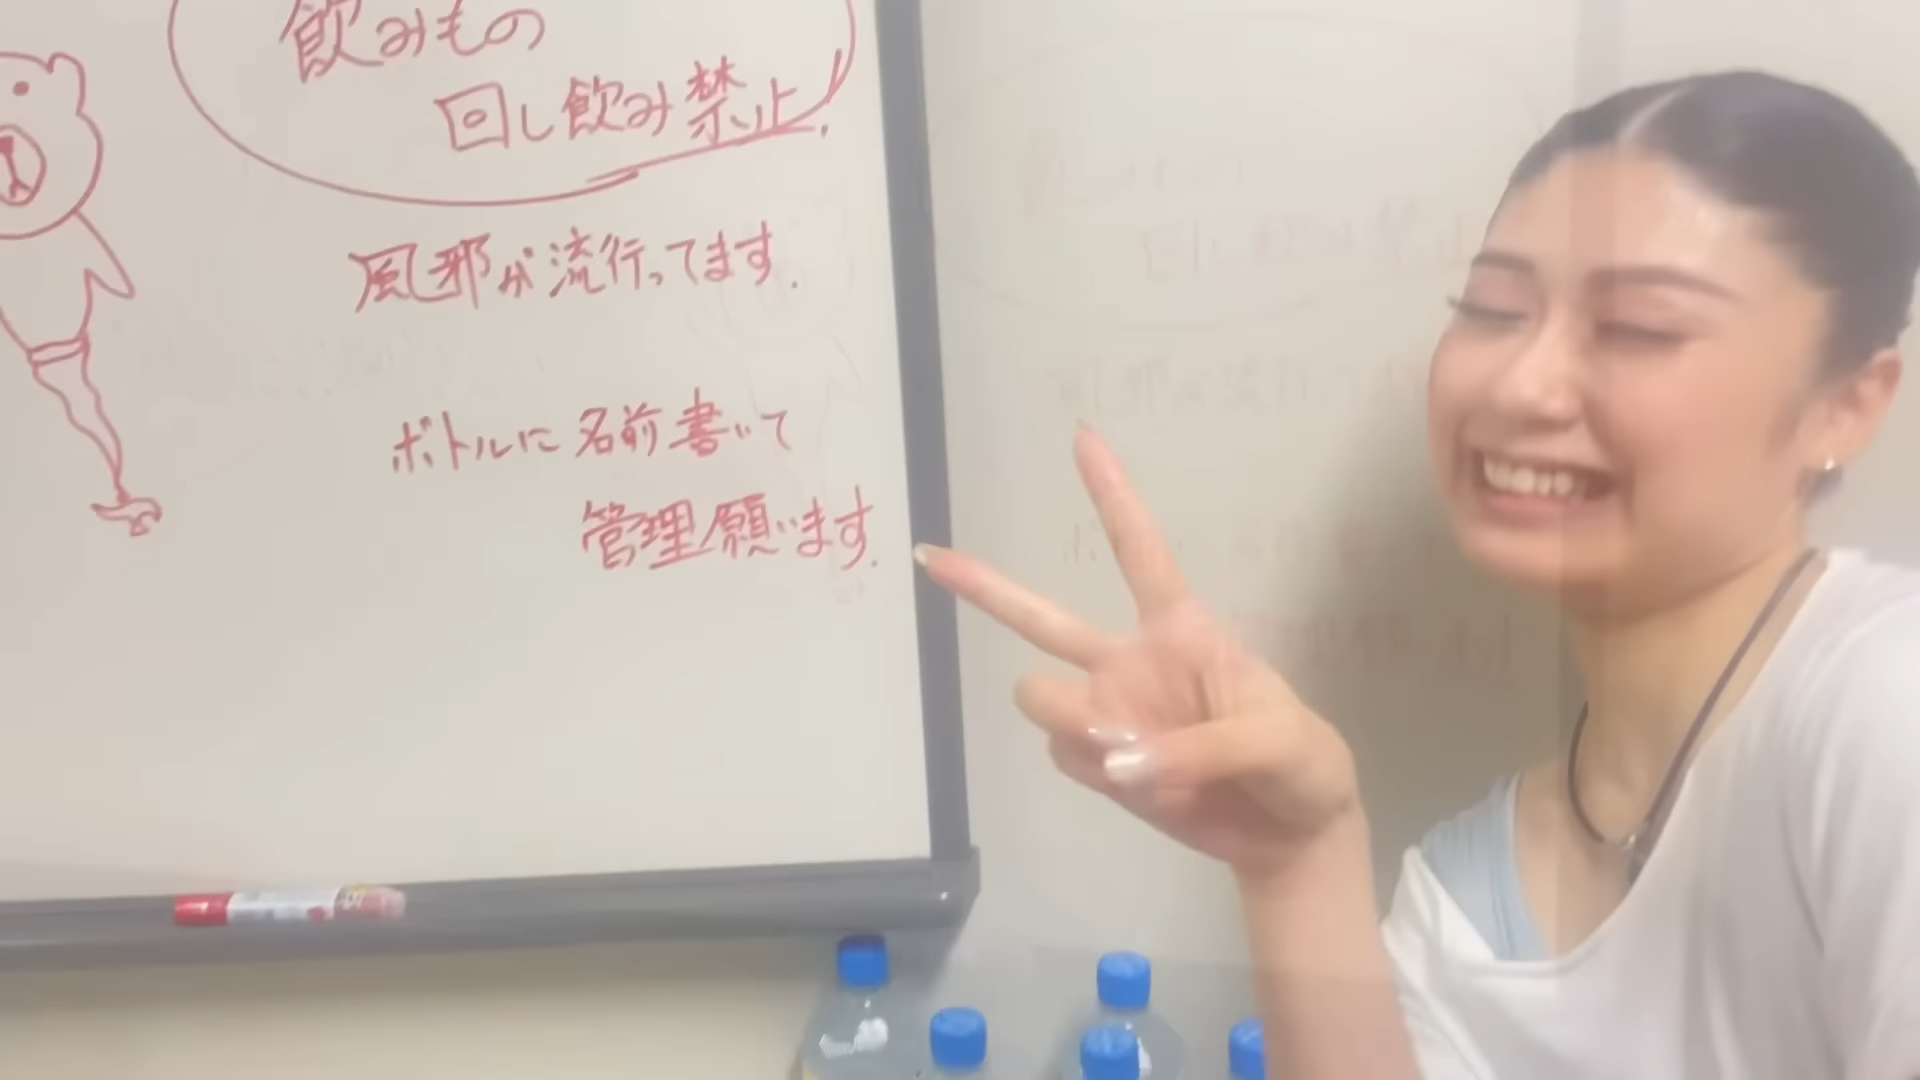 飲みもの
回し飲み禁止.
風邪が流行ってます.
ボトルに名前書いて
管理願います.